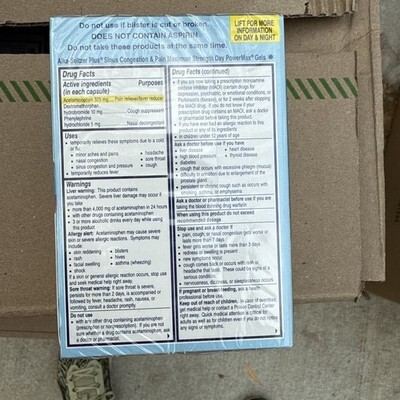 Do not use if blister is cut or broken.
DOES NOT CONTAIN ASPIRIN.
Do not take these products at the same time.
LIFT FOR MORE
INFORMATION
ON DAY & NIGHT
Alka-Seltzer Plus® Sinus Congestion & Pain Maximum Strength Day PowerMax® Gels
Drug Facts
Active ingredients
(in each capsule)
Purposes
Acetaminophen 325 mg Pain reliever/fever reducer
Dextromethorphan
hydrobromide 10 mg Cough suppressant
Phenylephrine
hydrochloride 5 mg Nasal decongestant
Uses
• temporarily relieves these symptoms due to a cold
or flu:
• minor aches and pains • headache
• nasal congestion • sore throat
• sinus congestion and pressure • cough
• temporarily reduces fever
Warnings
Liver warning: This product contains
acetaminophen. Severe liver damage may occur if
you take
• more than 4,000 mg of acetaminophen in 24 hours
• with other drugs containing acetaminophen
• 3 or more alcoholic drinks every day while using
this product
Allergy alert: Acetaminophen may cause severe
skin or severe allergic reactions. Symptoms may
include:
• skin reddening • blisters
• rash • hives
• facial swelling • asthma (wheezing)
• shock
If a skin or general allergic reaction occurs, stop use
and seek medical help right away.
Sore throat warning: If sore throat is severe,
persists for more than 2 days, is accompanied or
followed by fever, headache, rash, nausea, or
vomiting, consult a doctor promptly.
Do not use
• with any other drug containing acetaminophen
(prescription or nonprescription). If you are not
sure whether a drug contains acetaminophen, ask
a doctor or pharmacist.
Drug Facts (continued)
• if you are now taking a prescription monoamine
oxidase inhibitor (MAOI) (certain drugs for
depression, psychiatric, or emotional conditions, or
Parkinson's disease), or for 2 weeks after stopping
the MAOI drug. If you do not know if your
prescription drug contains an MAOI, ask a doctor
or pharmacist before taking this product.
• if you have ever had an allergic reaction to this
product or any of its ingredients
• in children under 12 years of age
Ask a doctor before use if you have
• liver disease • heart disease
• high blood pressure • thyroid disease
• diabetes
• cough that occurs with excessive phlegm (mucus)
• difficulty in urination due to enlargement of the
prostate gland
• persistent or chronic cough such as occurs with
smoking, asthma, or emphysema
Ask a doctor or pharmacist before use if you are
taking the blood thinning drug warfarin
When using this product do not exceed
recommended dosage
Stop use and ask a doctor if
• pain, cough, or nasal congestion gets worse or
lasts more than 7 days
• fever gets worse or lasts more than 3 days
• redness or swelling is present
• new symptoms occur
• cough comes back or occurs with rash or
headache that lasts. These could be signs of a
serious condition.
• nervousness, dizziness, or sleeplessness occurs
If pregnant or breast-feeding, ask a health
professional before use.
Keep out of reach of children. In case of overdose,
get medical help or contact a Poison Control Center
right away. Quick medical attention is critical for
adults as well as for children even if you do not notice
any signs or symptoms.